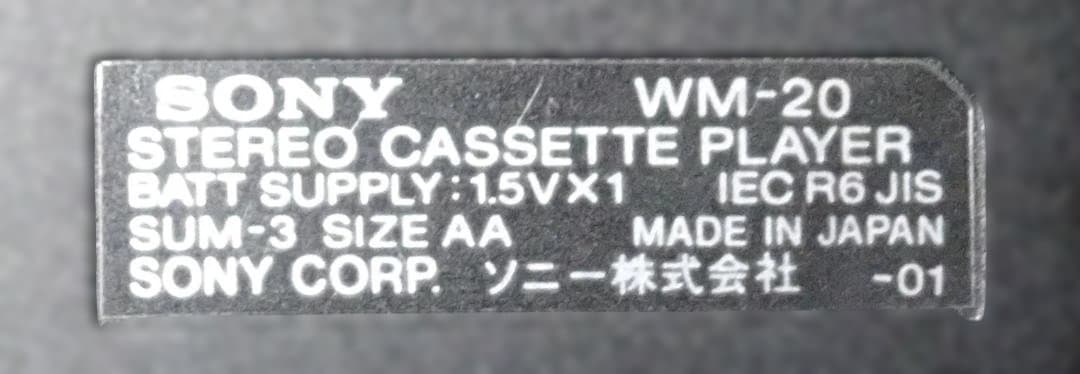 SONY WM-20
STEREO CASSETTE PLAYER
BATT SUPPLY:1.5V×1 IEC R6 JIS
SUM-3 SIZE AA MADE IN JAPAN
SONY CORP. ソニー株式会社 -01